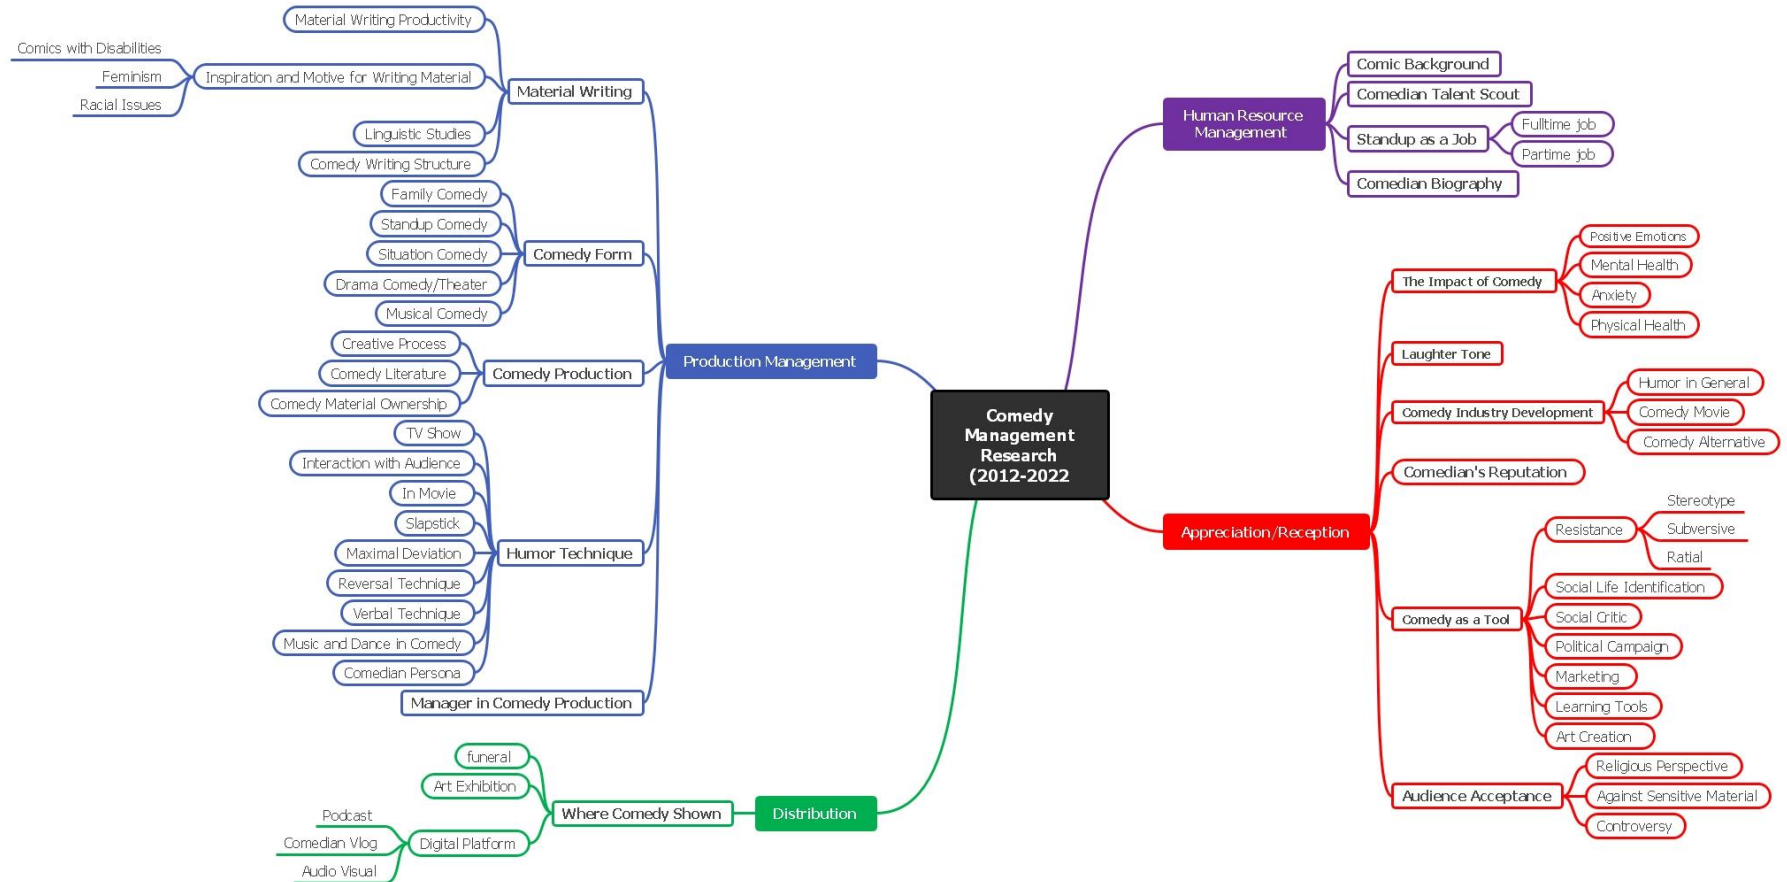 Material Writing Productivity
Comics with Disabilities
Feminism
Racial Issues
Inspiration and Motive for Writing Material
Linguistic Studies
Comedy Writing Structure
Material Writing
Family Comedy
Standup Comedy
Situation Comedy
Drama Comedy/Theater
Musical Comedy
Comedy Form
Creative Process
Comedy Literature
Comedy Material Ownership
Comedy Production
TV Show
Interaction with Audience
In Movie
Slapstick
Maximal Deviation
Reversal Technique
Verbal Technique
Music and Dance in Comedy
Comedian Persona
Humor Technique
Manager in Comedy Production
Production Management
funeral
Art Exhibition
Podcast
Comedian Vlog
Audio Visual
Digital Platform
Where Comedy Shown
Distribution
Comedy
Management
Research
(2012-2022
Human Resource
Management
Comic Background
Comedian Talent Scout
Standup as a Job
Fulltime job
Partime job
Comedian Biography
Appreciation/Reception
The Impact of Comedy
Positive Emotions
Mental Health
Anxiety
Physical Health
Laughter Tone
Comedy Industry Development
Humor in General
Comedy Movie
Comedy Alternative
Comedian's Reputation
Comedy as a Tool
Resistance
Stereotype
Subversive
Ratial
Social Life Identification
Social Critic
Political Campaign
Marketing
Learning Tools
Art Creation
Audience Acceptance
Religious Perspective
Against Sensitive Material
Controversy